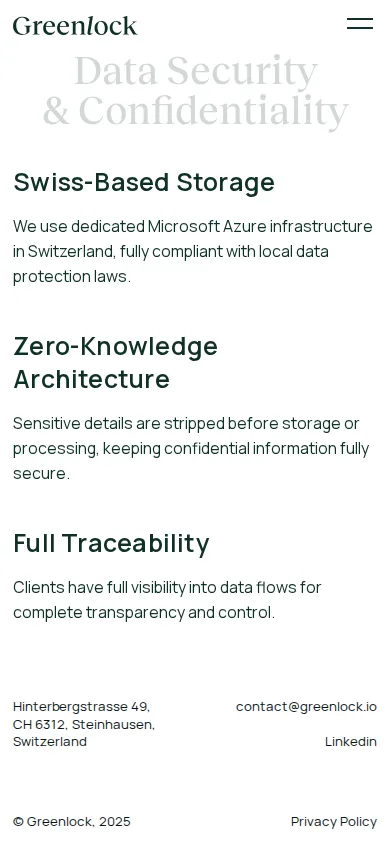 Greenlock
Data Security
& Confidentiality
Swiss-Based Storage
We use dedicated Microsoft Azure infrastructure
in Switzerland, fully compliant with local data
protection laws.
Zero-Knowledge
Architecture
Sensitive details are stripped before storage or
processing, keeping confidential information fully
secure.
Full Traceability
Clients have full visibility into data flows for
complete transparency and control.
Hinterbergstrasse 49,
CH 6312, Steinhausen,
Switzerland
contact@greenlock.io
Linkedin
© Greenlock, 2025
Privacy Policy